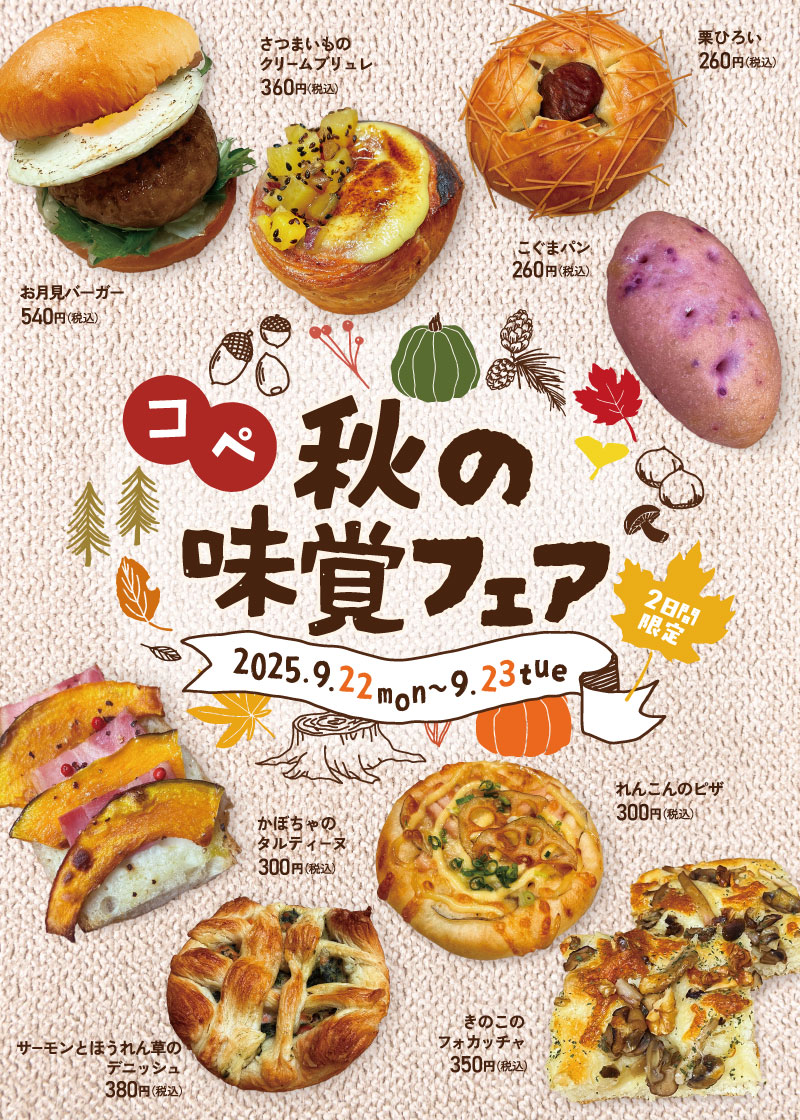 さつまいもの
クリームブリュレ
360円(税込)
栗ひろい
260円(税込)
こぐまパン
260円(税込)
お月見バーガー
540円(税込)
コペ
秋の
味覚フェア
2日間
限定
2025.9.22mon~9.23tue
かぼちゃの
タルティーヌ
300円(税込)
れんこんのピザ
300円(税込)
サーモンとほうれん草の
デニッシュ
380円(税込)
きのこの
フォカッチャ
350円(税込)